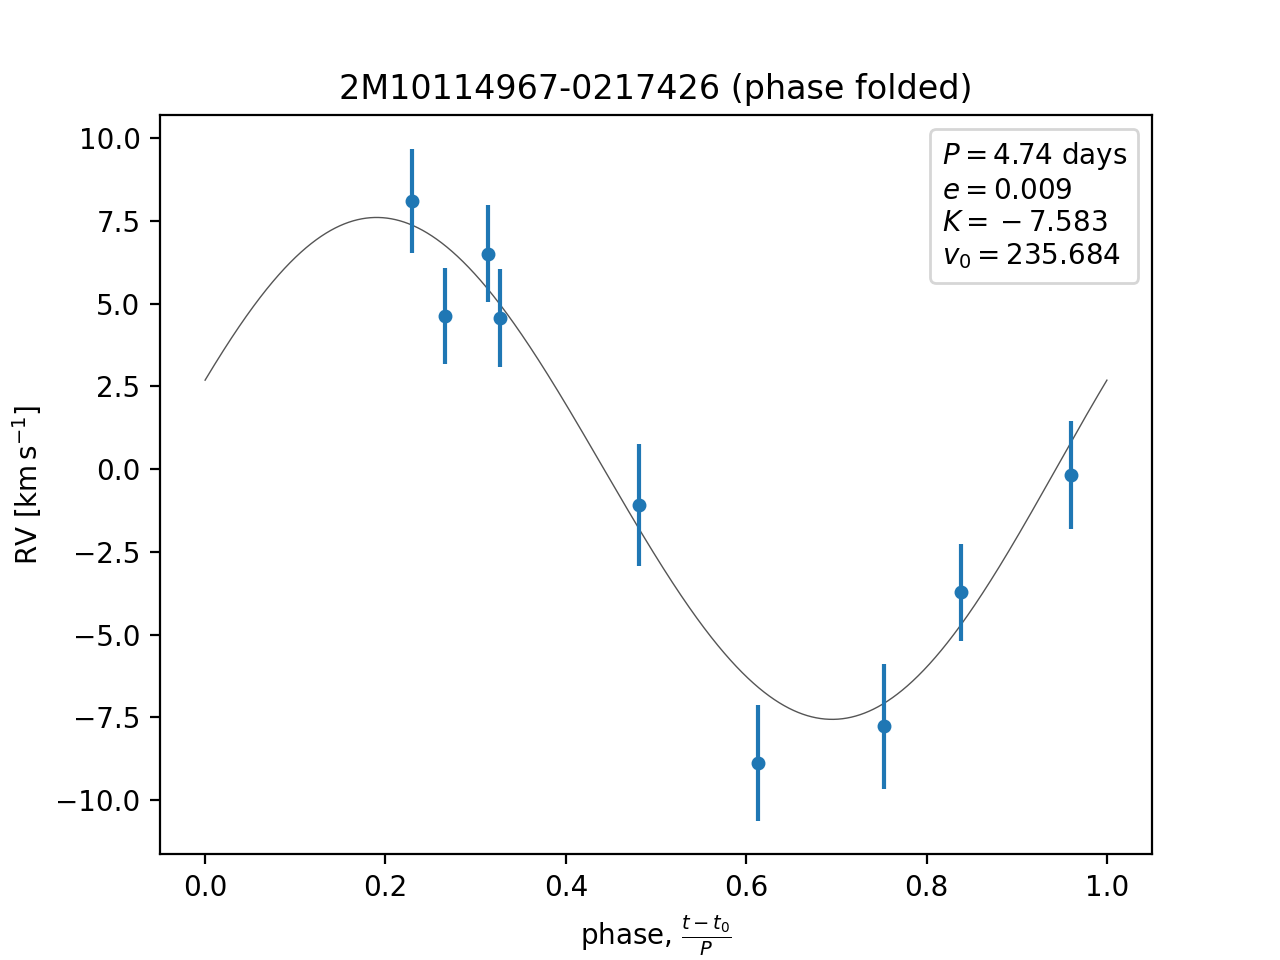 2M10114967-0217426 (phase folded)
P = 4.74 days
e = 0.009
K = −7.583
v₀ = 235.684
RV [km s⁻¹]
10.0
7.5
5.0
2.5
0.0
−2.5
−5.0
−7.5
−10.0
0.0 0.2 0.4 0.6 0.8 1.0
phase, (t − t₀)/P